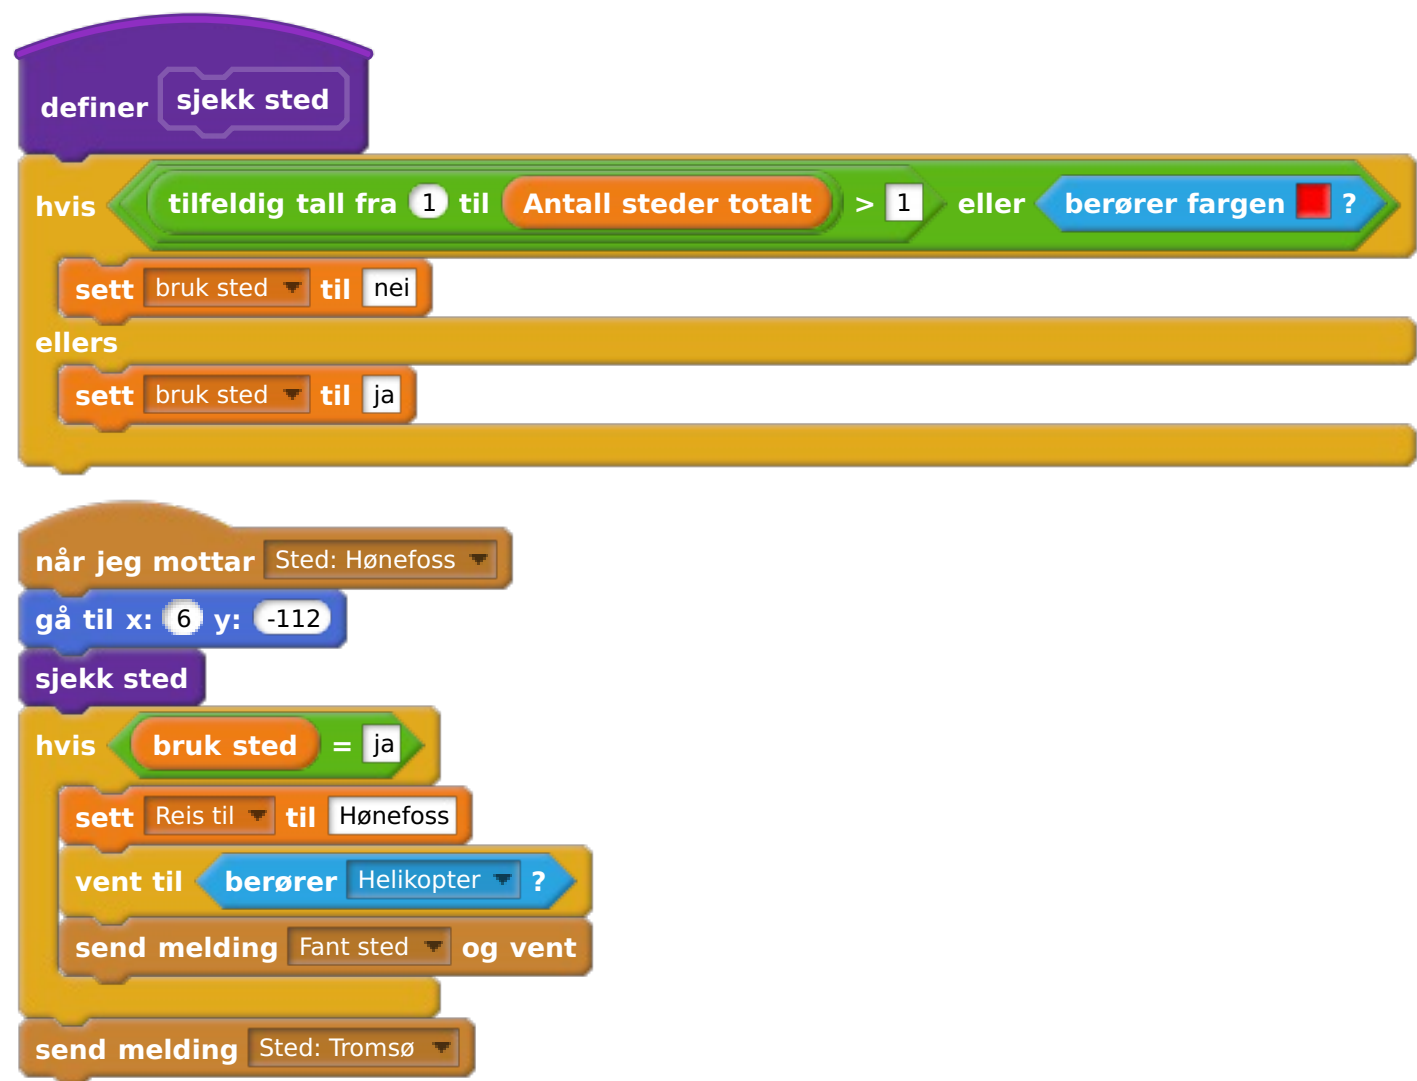 definer sjekk sted
hvis tilfeldig tall fra 1 til Antall steder totalt > 1 eller berører fargen ?
sett bruk sted til nei
ellers
sett bruk sted til ja
når jeg mottar Sted: Hønefoss
gå til x: 6 y: -112
sjekk sted
hvis bruk sted = ja
sett Reis til til Hønefoss
vent til berører Helikopter ?
send melding Fant sted og vent
send melding Sted: Tromsø